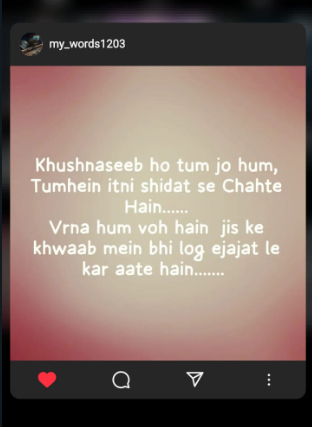 my_words1203
Khushnaseeb ho tum jo hum,
Tumhein itni shidat se Chahte
Hain......
Vrna hum voh hain jis ke
khwaab mein bhi log ejajat le
kar aate hain.......